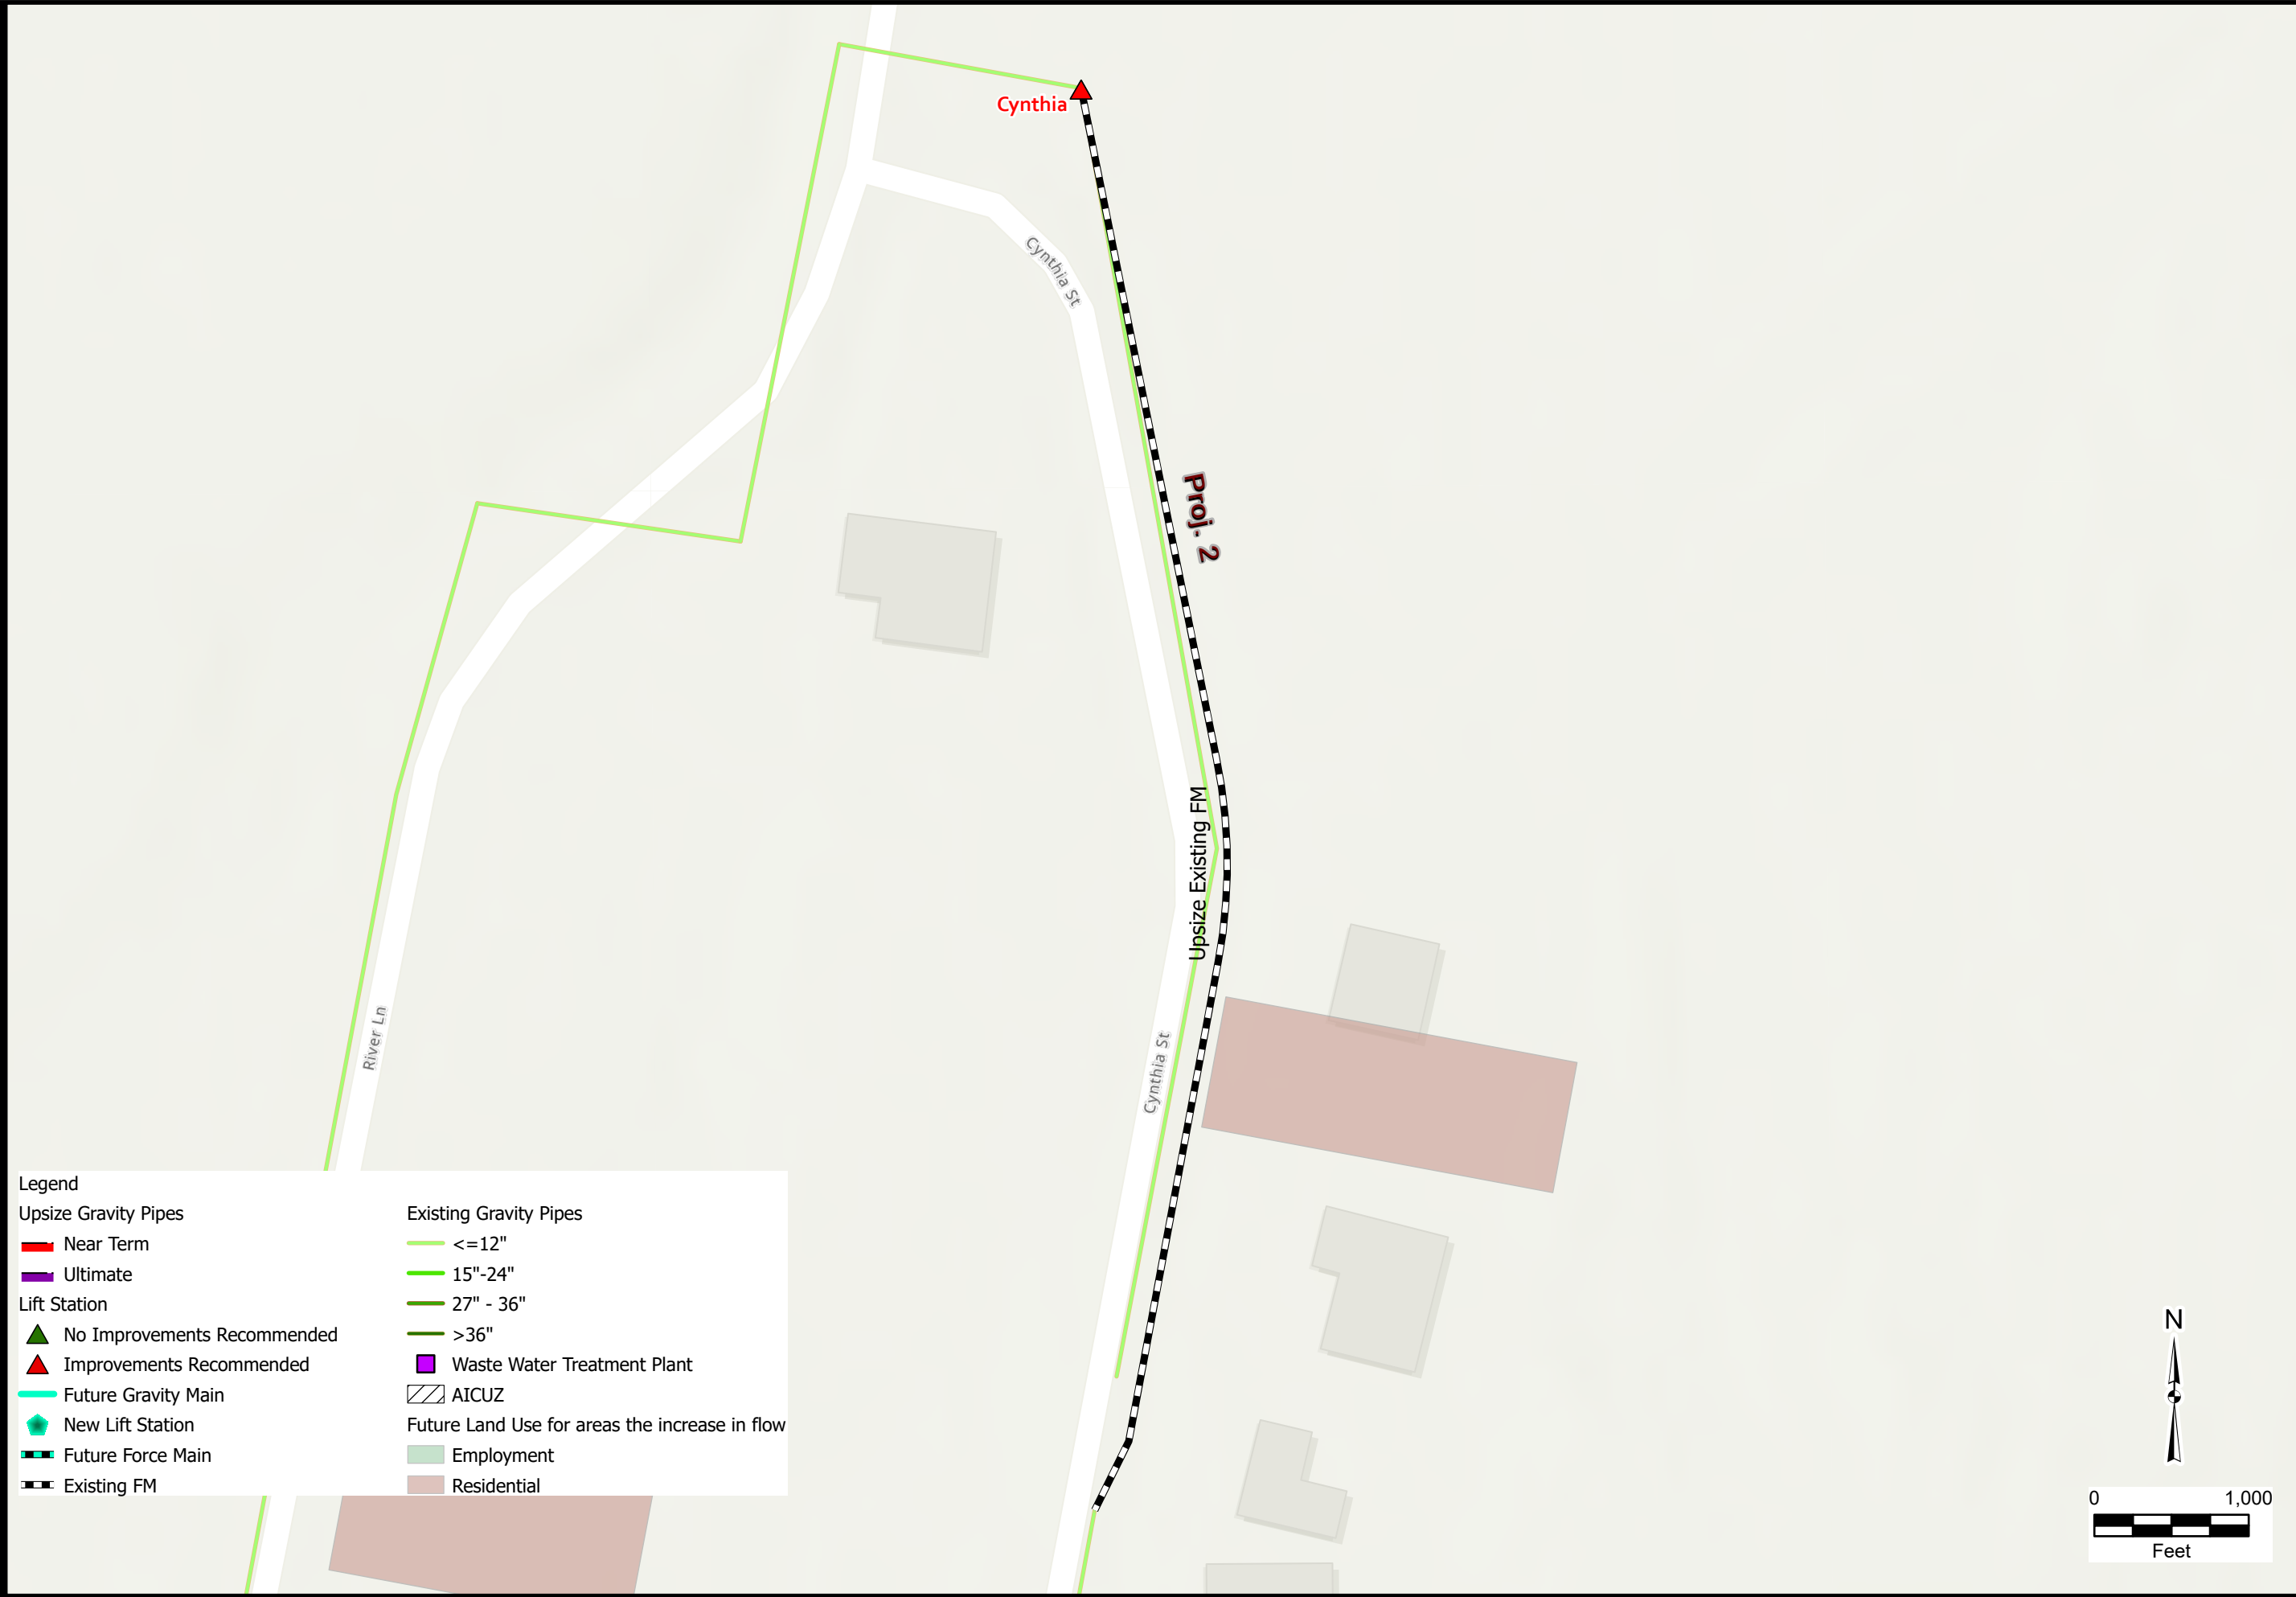 Cynthia
Cynthia St
Proj. 2
Upsize Existing FM
River Ln
Cynthia St
Legend
Upsize Gravity Pipes
Near Term
Ultimate
Lift Station
No Improvements Recommended
Improvements Recommended
Future Gravity Main
New Lift Station
Future Force Main
Existing FM
Existing Gravity Pipes
<=12"
15"-24"
27" - 36"
>36"
Waste Water Treatment Plant
AICUZ
Future Land Use for areas the increase in flow
Employment
Residential
N
0 1,000
Feet